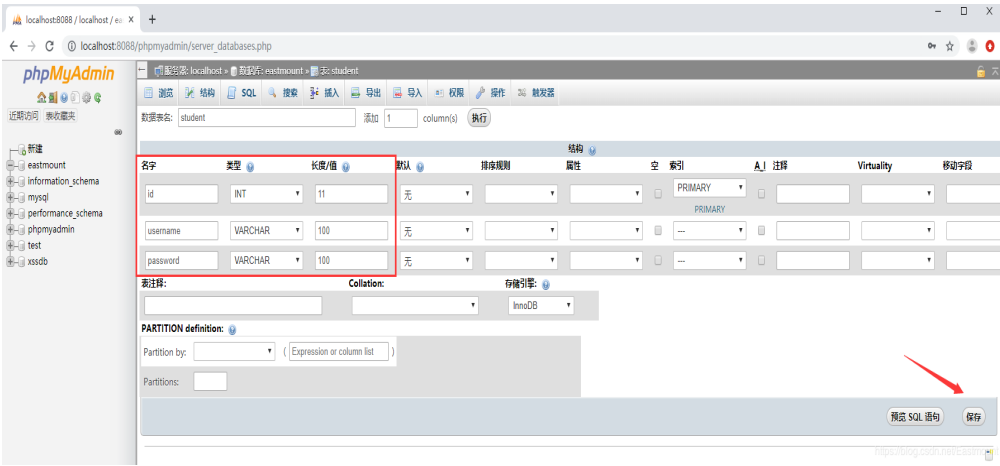 localhost:8088 / localhost / ea
localhost:8088/phpmyadmin/server_databases.php
phpMyAdmin
近期访问 表收藏夹
新建
eastmount
information_schema
mysql
performance_schema
phpmyadmin
test
xssdb
服务器: localhost » 数据库: eastmount » 表: student
浏览 结构 SQL 搜索 插入 导出 导入 权限 操作 触发器
数据表名: student 添加 1 column(s) 执行
结构
名字 类型 长度/值 默认 排序规则 属性 空 索引 A_I 注释 Virtuality 移动字段
id INT 11 无 PRIMARY
PRIMARY
username VARCHAR 100 无 ---
password VARCHAR 100 无 ---
表注释: Collation: 存储引擎:
InnoDB
PARTITION definition:
Partition by: ( Expression or column list )
Partitions:
预览 SQL 语句 保存
https://blog.csdn.net/Eastmount